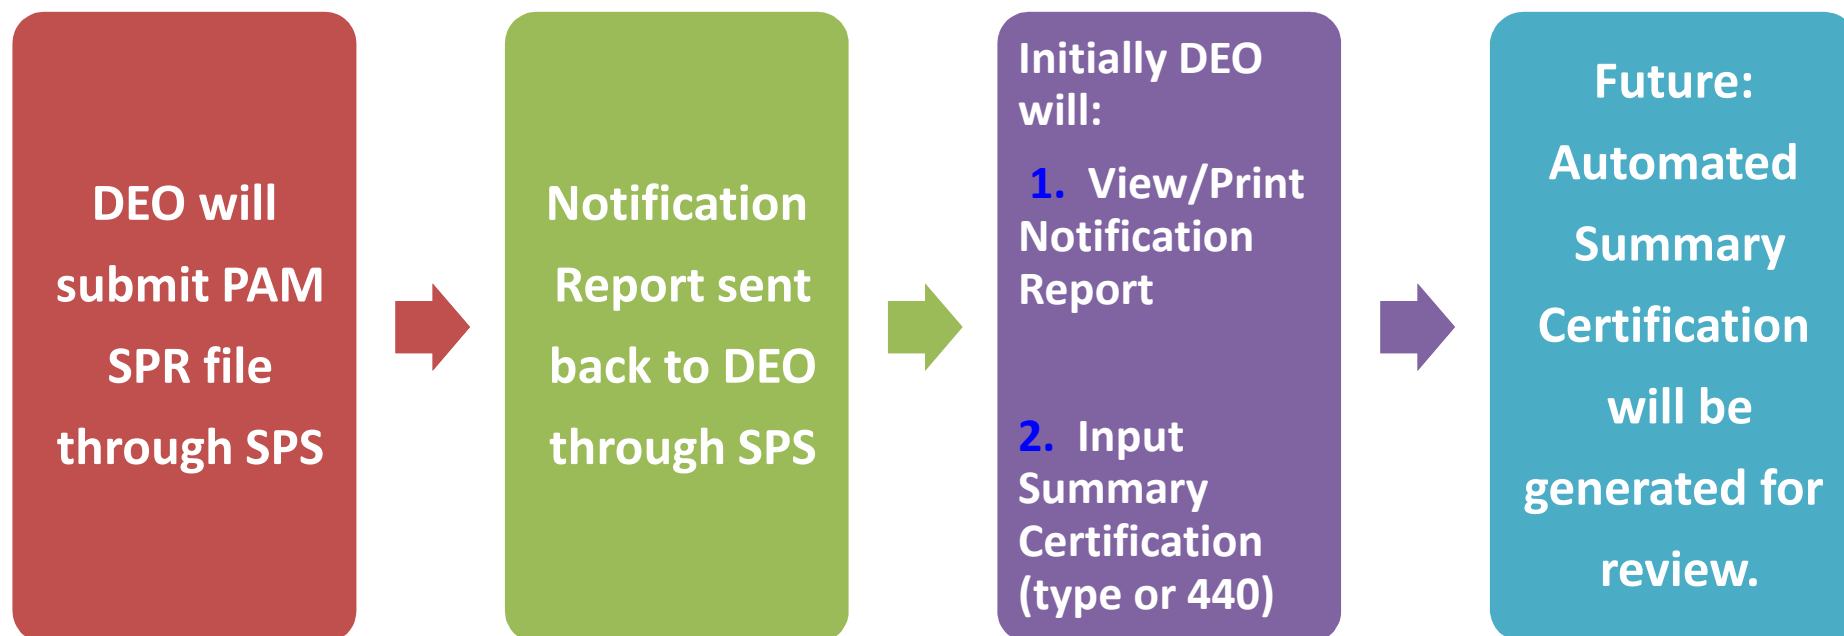 DEO will
submit PAM
SPR file
through SPS
Notification
Report sent
back to DEO
through SPS
Initially DEO
will:
1. View/Print
Notification
Report
2. Input
Summary
Certification
(type or 440)
Future:
Automated
Summary
Certification
will be
generated for
review.